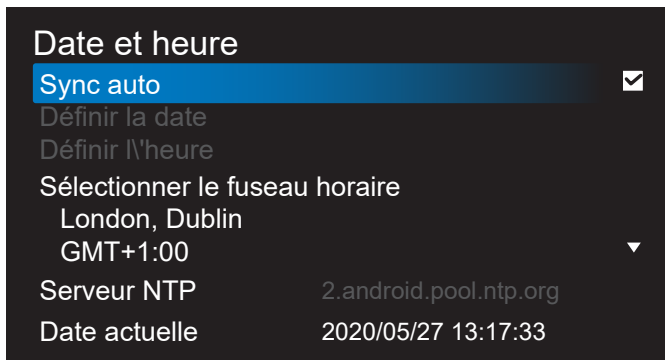 Date et heure
Sync auto
Définir la date
Définir l\'heure
Sélectionner le fuseau horaire
London, Dublin
GMT+1:00
Serveur NTP 2.android.pool.ntp.org
Date actuelle 2020/05/27 13:17:33